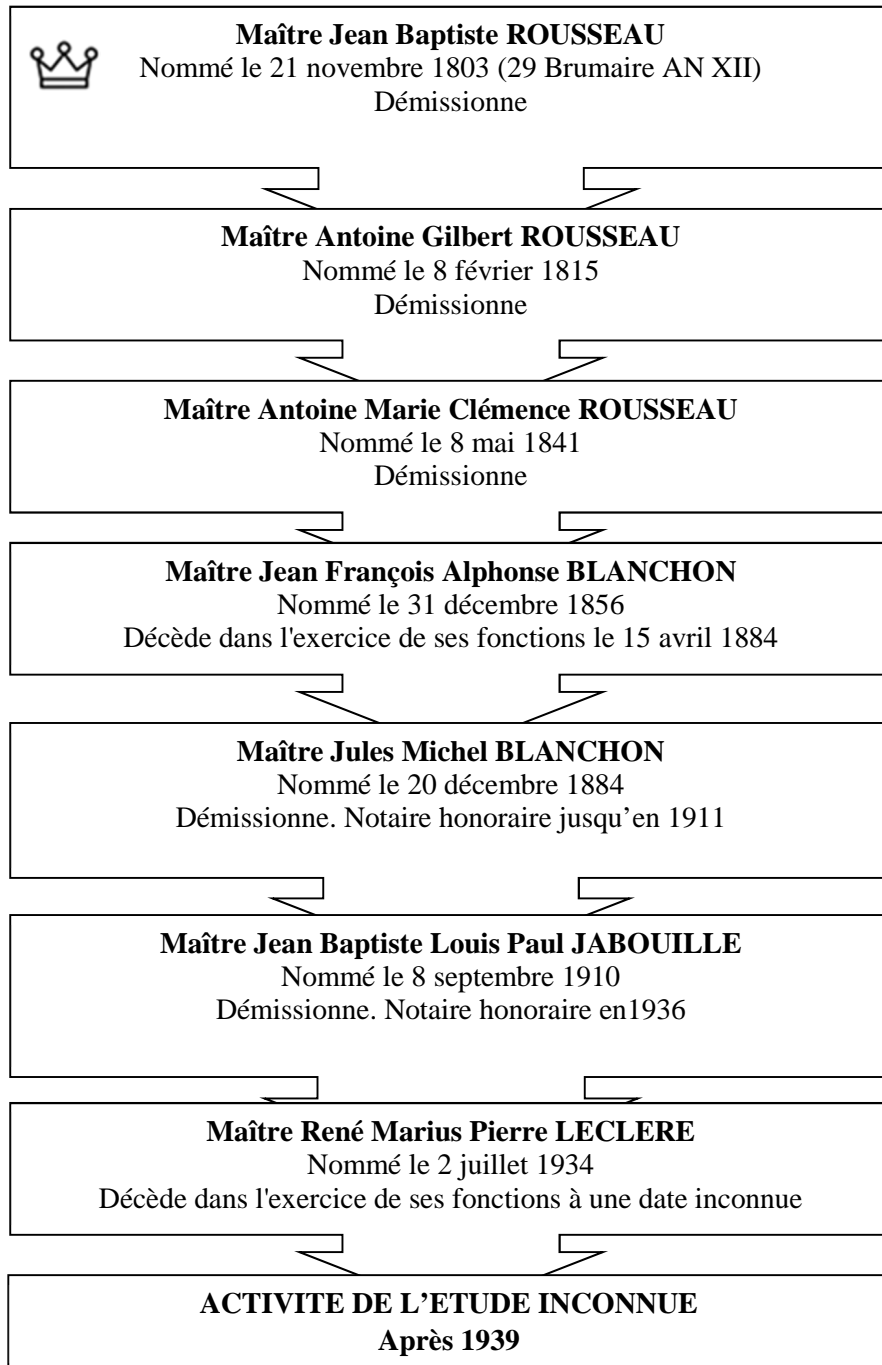 Maître Jean Baptiste ROUSSEAU
Nommé le 21 novembre 1803 (29 Brumaire AN XII)
Démissionne
Maître Antoine Gilbert ROUSSEAU
Nommé le 8 février 1815
Démissionne
Maître Antoine Marie Clémence ROUSSEAU
Nommé le 8 mai 1841
Démissionne
Maître Jean François Alphonse BLANCHON
Nommé le 31 décembre 1856
Décède dans l'exercice de ses fonctions le 15 avril 1884
Maître Jules Michel BLANCHON
Nommé le 20 décembre 1884
Démissionne. Notaire honoraire jusqu’en 1911
Maître Jean Baptiste Louis Paul JABOUILLE
Nommé le 8 septembre 1910
Démissionne. Notaire honoraire en1936
Maître René Marius Pierre LECLERE
Nommé le 2 juillet 1934
Décède dans l'exercice de ses fonctions à une date inconnue
ACTIVITE DE L’ETUDE INCONNUE
Après 1939